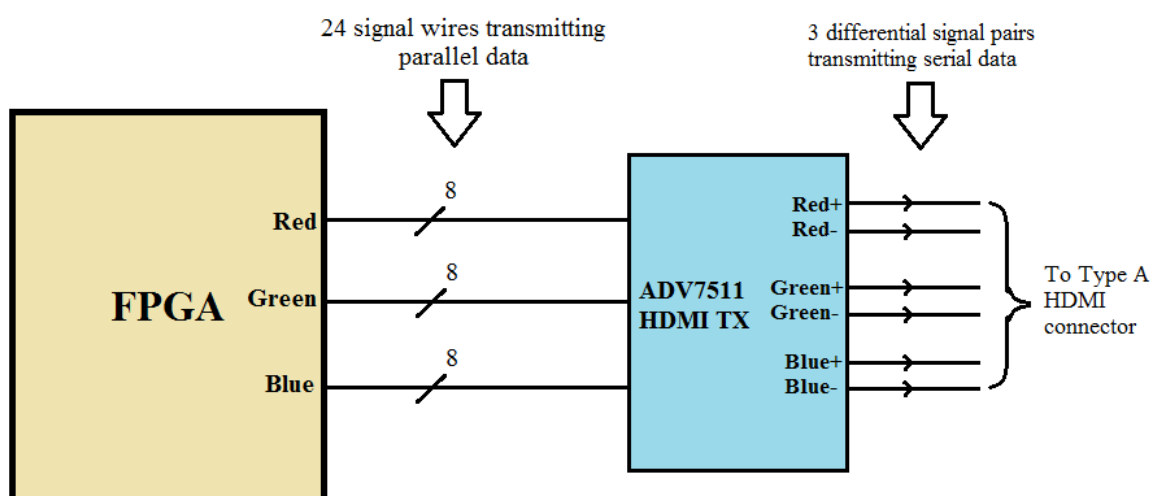 24 signal wires transmitting
parallel data
3 differential signal pairs
transmitting serial data
8
Red
8
Green
8
Blue
FPGA
ADV7511
HDMI TX
Red+
Red-
Green+
Green-
Blue+
Blue-
To Type A
HDMI
connector